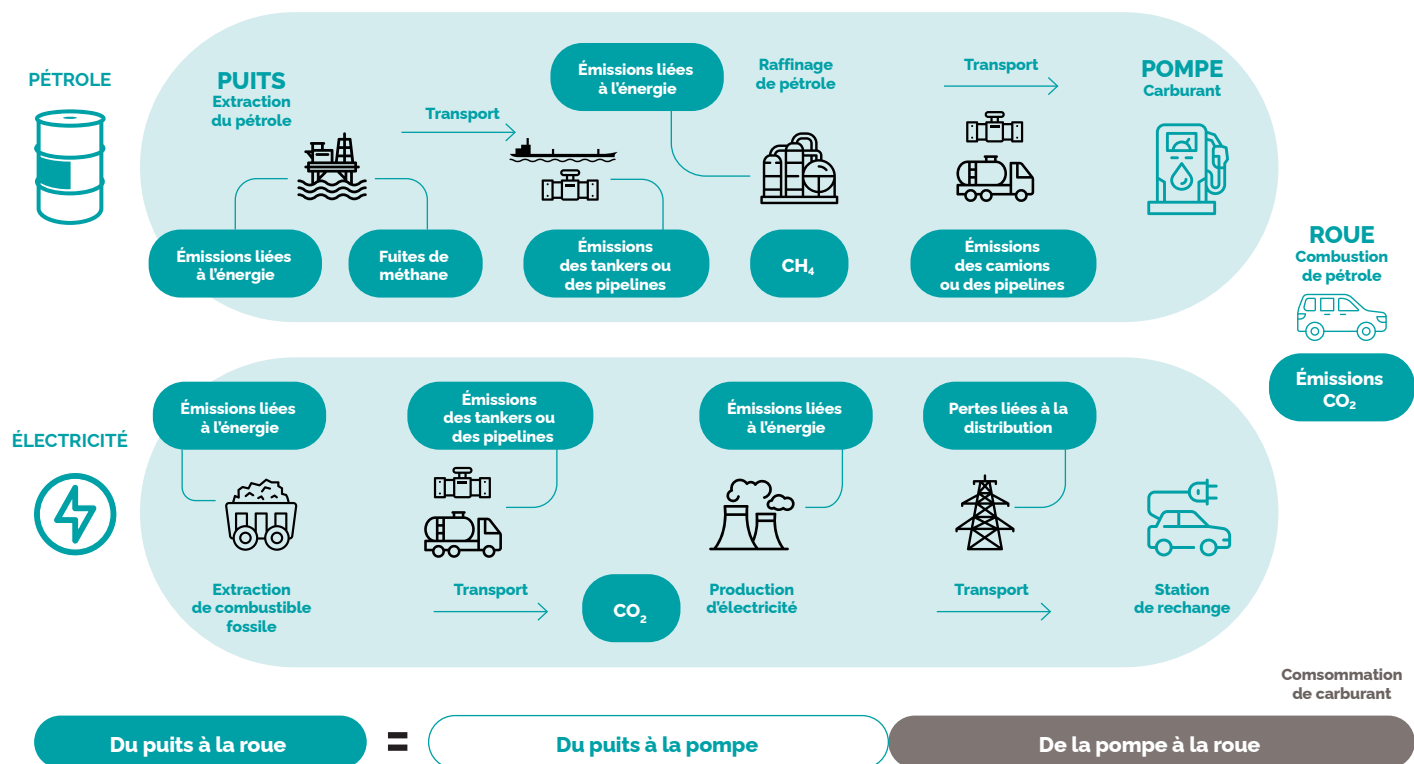 PÉTROLE
PUITS
Extraction
du pétrole
Transport
Émissions liées
à l'énergie
Raffinage
de pétrole
Transport
POMPE
Carburant
Émissions liées
à l'énergie
Fuites de
méthane
Émissions
des tankers ou
des pipelines
CH₄
Émissions
des camions
ou des pipelines
ROUE
Combustion
de pétrole
Émissions
CO₂
ÉLECTRICITÉ
Émissions liées
à l'énergie
Émissions
des tankers ou
des pipelines
Émissions liées
à l'énergie
Pertes liées à la
distribution
Extraction
de combustible
fossile
Transport
CO₂
Production
d'électricité
Transport
Station
de rechange
Comsommation
de carburant
Du puits à la roue
=
Du puits à la pompe
De la pompe à la roue